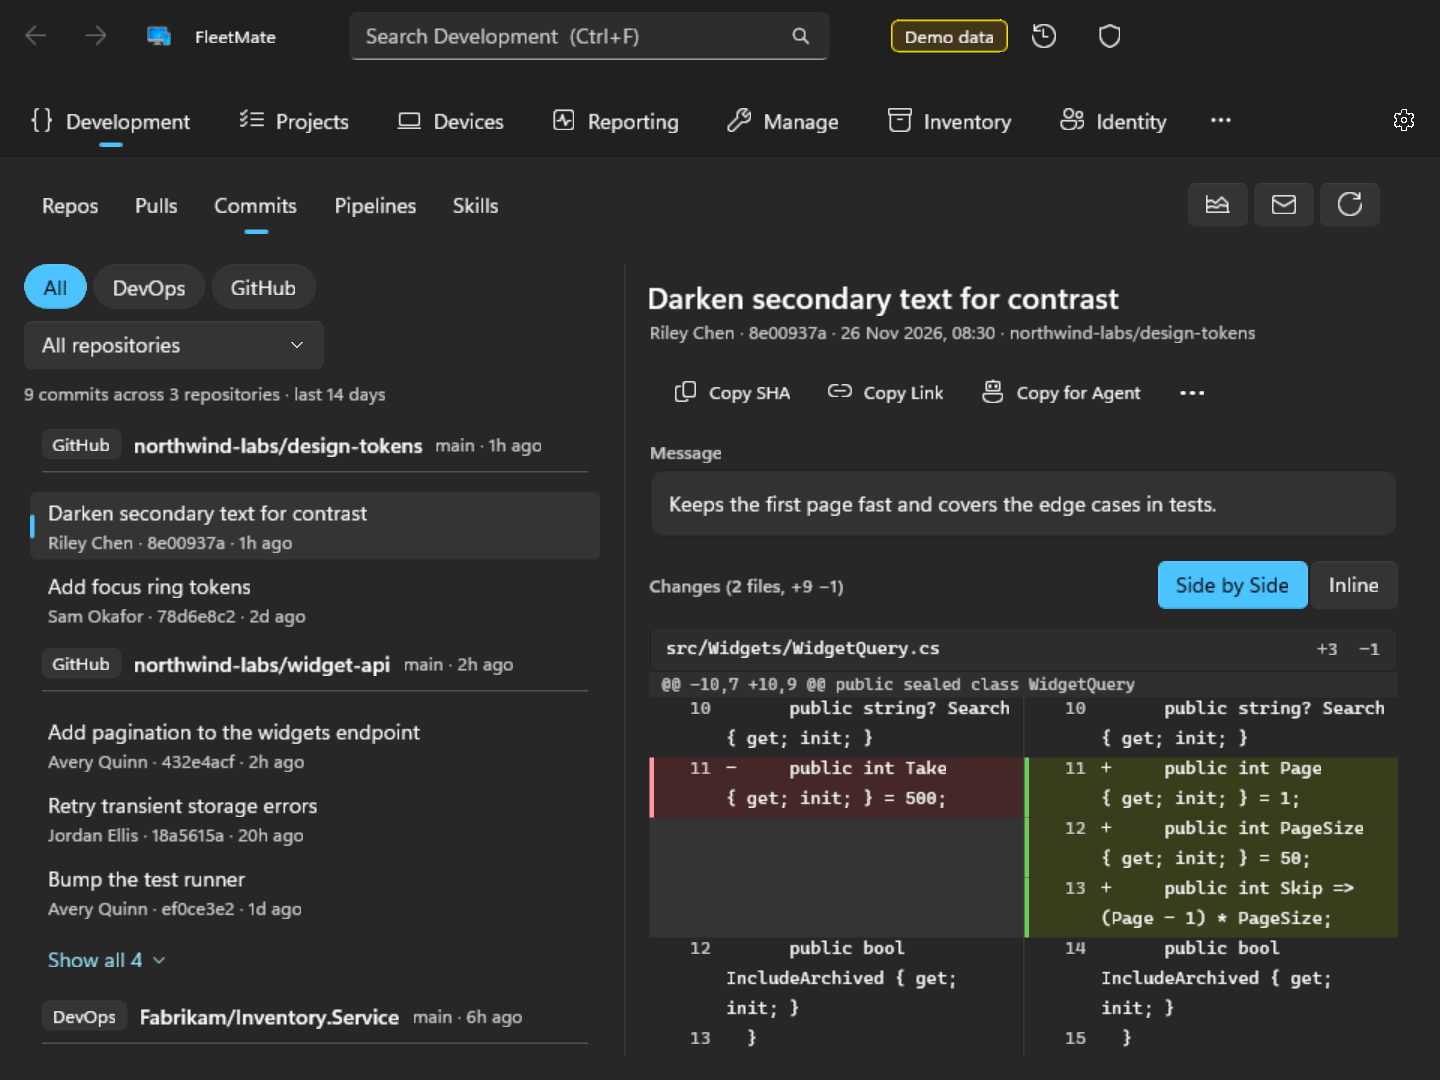 FleetMate
Search Development (Ctrl+F)
Demo data
Development
Projects
Devices
Reporting
Manage
Inventory
Identity
Repos
Pulls
Commits
Pipelines
Skills
All
DevOps
GitHub
All repositories
9 commits across 3 repositories · last 14 days
GitHub northwind-labs/design-tokens main · 1h ago
Darken secondary text for contrast
Riley Chen · 8e00937a · 1h ago
Add focus ring tokens
Sam Okafor · 78d6e8c2 · 2d ago
GitHub northwind-labs/widget-api main · 2h ago
Add pagination to the widgets endpoint
Avery Quinn · 432e4acf · 2h ago
Retry transient storage errors
Jordan Ellis · 18a5615a · 20h ago
Bump the test runner
Avery Quinn · ef0ce3e2 · 1d ago
Show all 4
DevOps Fabrikam/Inventory.Service main · 6h ago
Darken secondary text for contrast
Riley Chen · 8e00937a · 26 Nov 2026, 08:30 · northwind-labs/design-tokens
Copy SHA
Copy Link
Copy for Agent
Message
Keeps the first page fast and covers the edge cases in tests.
Changes (2 files, +9 −1)
Side by Side
Inline
src/Widgets/WidgetQuery.cs +3 −1
@@ −10,7 +10,9 @@ public sealed class WidgetQuery
10 public string? Search
{ get; init; }
11 − public int Take
{ get; init; } = 500;
12 public bool
IncludeArchived { get;
init; }
13 }
10 public string? Search
{ get; init; }
11 + public int Page
{ get; init; } = 1;
12 + public int PageSize
{ get; init; } = 50;
13 + public int Skip =>
(Page − 1) * PageSize;
14 public bool
IncludeArchived { get;
init; }
15 }